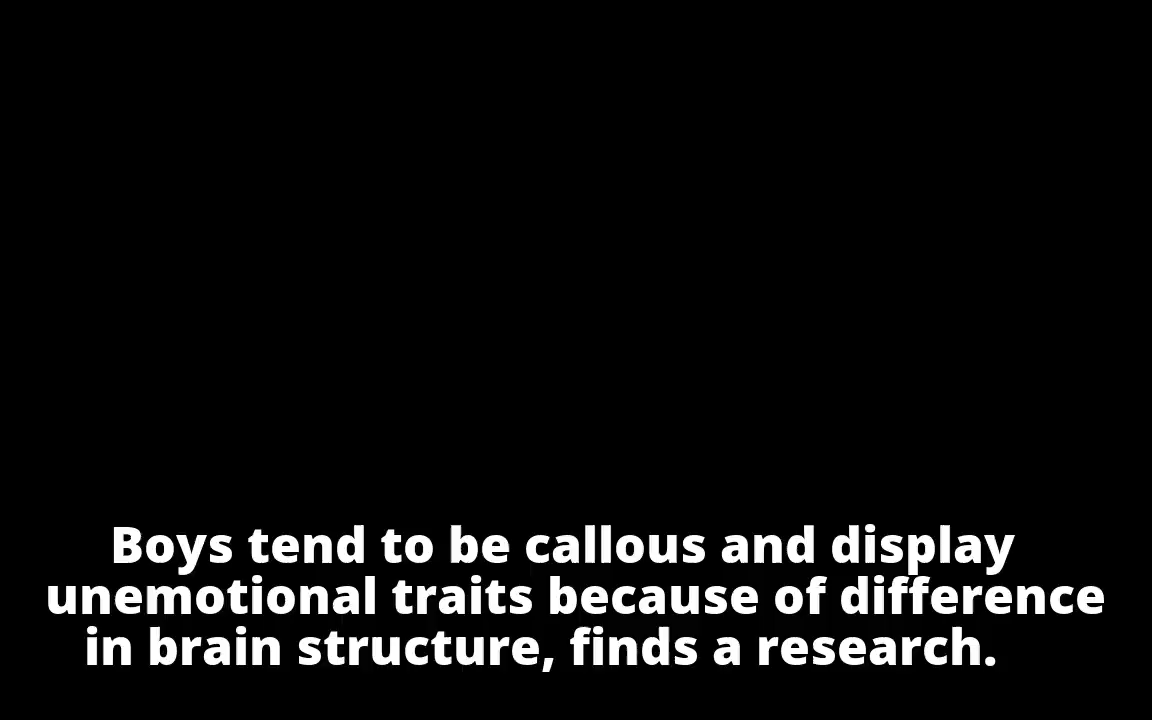 Boys tend to be callous and display
unemotional traits because of difference
in brain structure, finds a research.